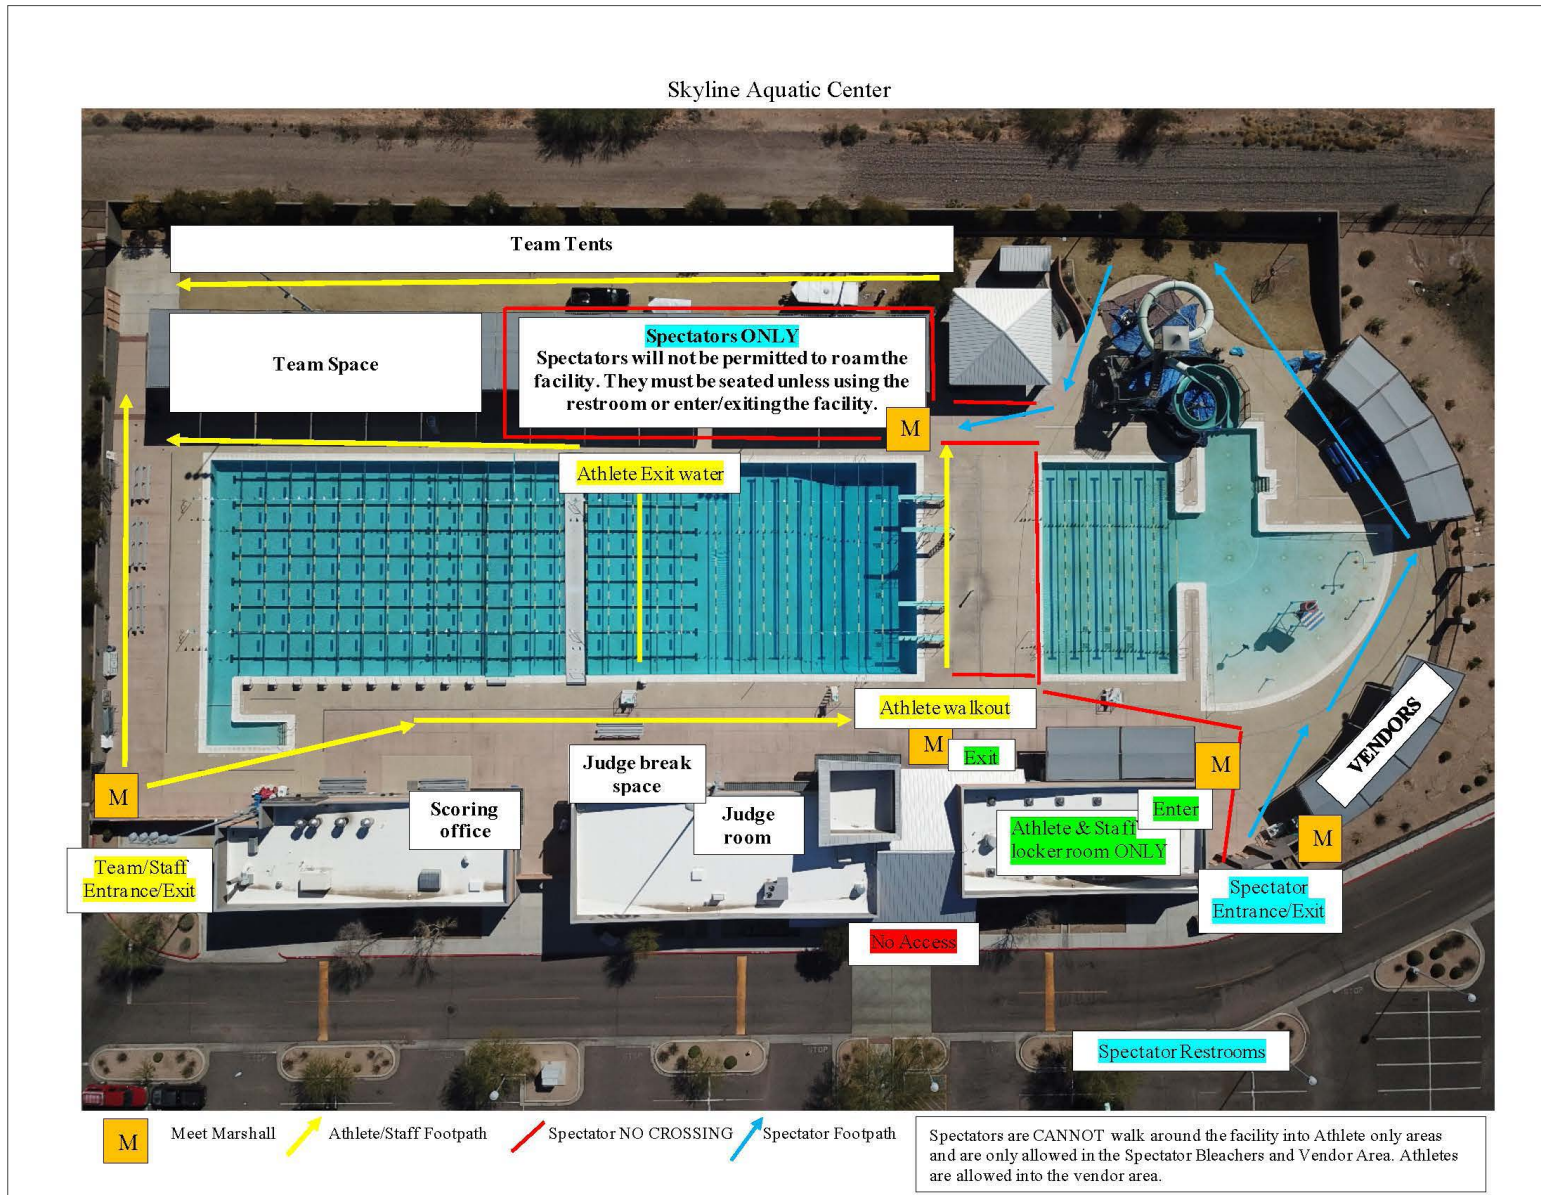 Skyline Aquatic Center
Team Tents
Team Space
Spectators ONLY
Spectators will not be permitted to roam the
facility. They must be seated unless using the
restroom or enter/exiting the facility.
M
Athlete Exit water
Athlete walkout
M
Exit
M
VENDORS
M
Judge break
space
Scoring
office
Judge
room
Enter
Athlete & Staff
locker room ONLY
M
Team/Staff
Entrance/Exit
Spectator
Entrance/Exit
No Access
STOP
STOP
STOP
Spectator Restrooms
M
Meet Marshall
Athlete/Staff Footpath
Spectator NO CROSSING
Spectator Footpath
Spectators are CANNOT walk around the facility into Athlete only areas
and are only allowed in the Spectator Bleachers and Vendor Area. Athletes
are allowed into the vendor area.